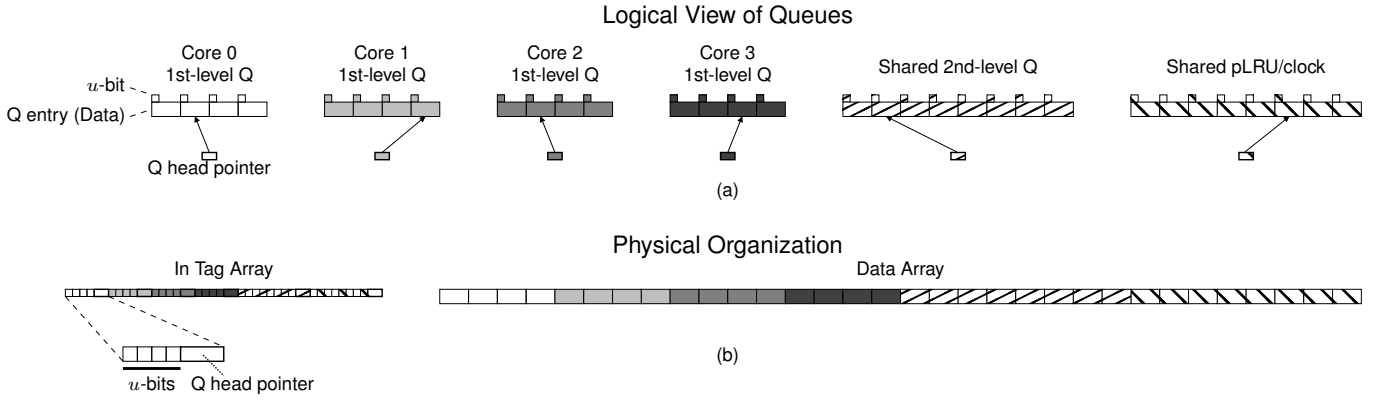 Logical View of Queues
Core 0
1st-level Q
Core 1
1st-level Q
Core 2
1st-level Q
Core 3
1st-level Q
Shared 2nd-level Q
Shared pLRU/clock
u-bit
Q entry (Data)
Q head pointer
(a)
Physical Organization
In Tag Array
Data Array
(b)
u-bits
Q head pointer